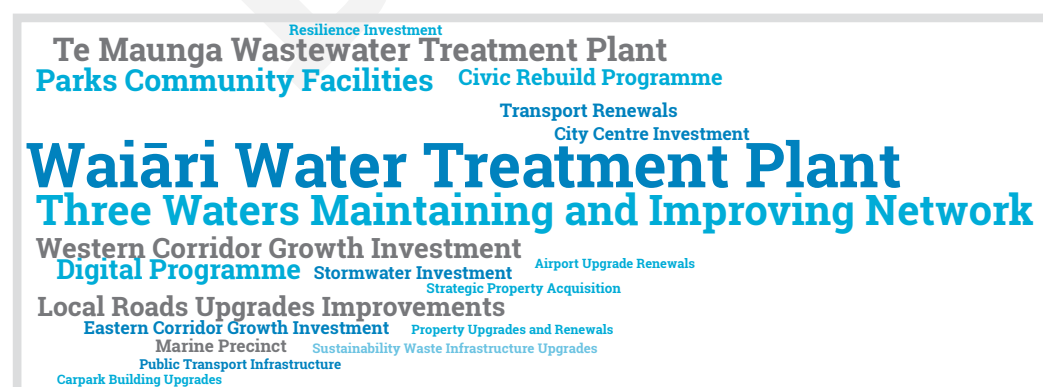 Resilience Investment
Te Maunga Wastewater Treatment Plant
Parks Community Facilities
Civic Rebuild Programme
Transport Renewals
City Centre Investment
Waiāri Water Treatment Plant
Three Waters Maintaining and Improving Network
Western Corridor Growth Investment
Digital Programme
Stormwater Investment
Airport Upgrade Renewals
Strategic Property Acquisition
Local Roads Upgrades Improvements
Eastern Corridor Growth Investment
Property Upgrades and Renewals
Marine Precinct
Sustainability Waste Infrastructure Upgrades
Public Transport Infrastructure
Carpark Building Upgrades